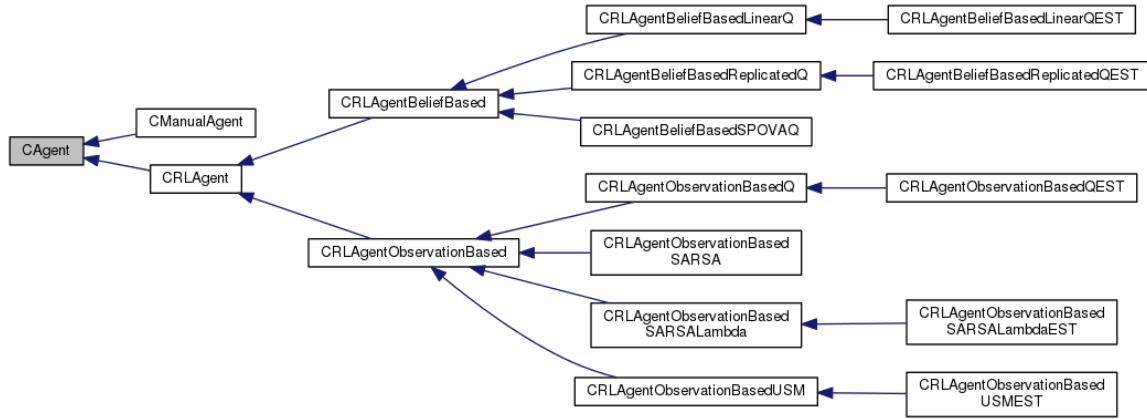 CRLAgentBeliefBasedLinearQ
CRLAgentBeliefBasedLinearQEST
CRLAgentBeliefBasedReplicatedQ
CRLAgentBeliefBasedReplicatedQEST
CRLAgentBeliefBased
CManualAgent
CRLAgentBeliefBasedSPOVAQ
CAgent
CRLAgent
CRLAgentObservationBasedQ
CRLAgentObservationBasedQEST
CRLAgentObservationBased
CRLAgentObservationBased
SARSA
CRLAgentObservationBased
SARSALambda
CRLAgentObservationBased
SARSALambdaEST
CRLAgentObservationBasedUSM
CRLAgentObservationBased
USMEST